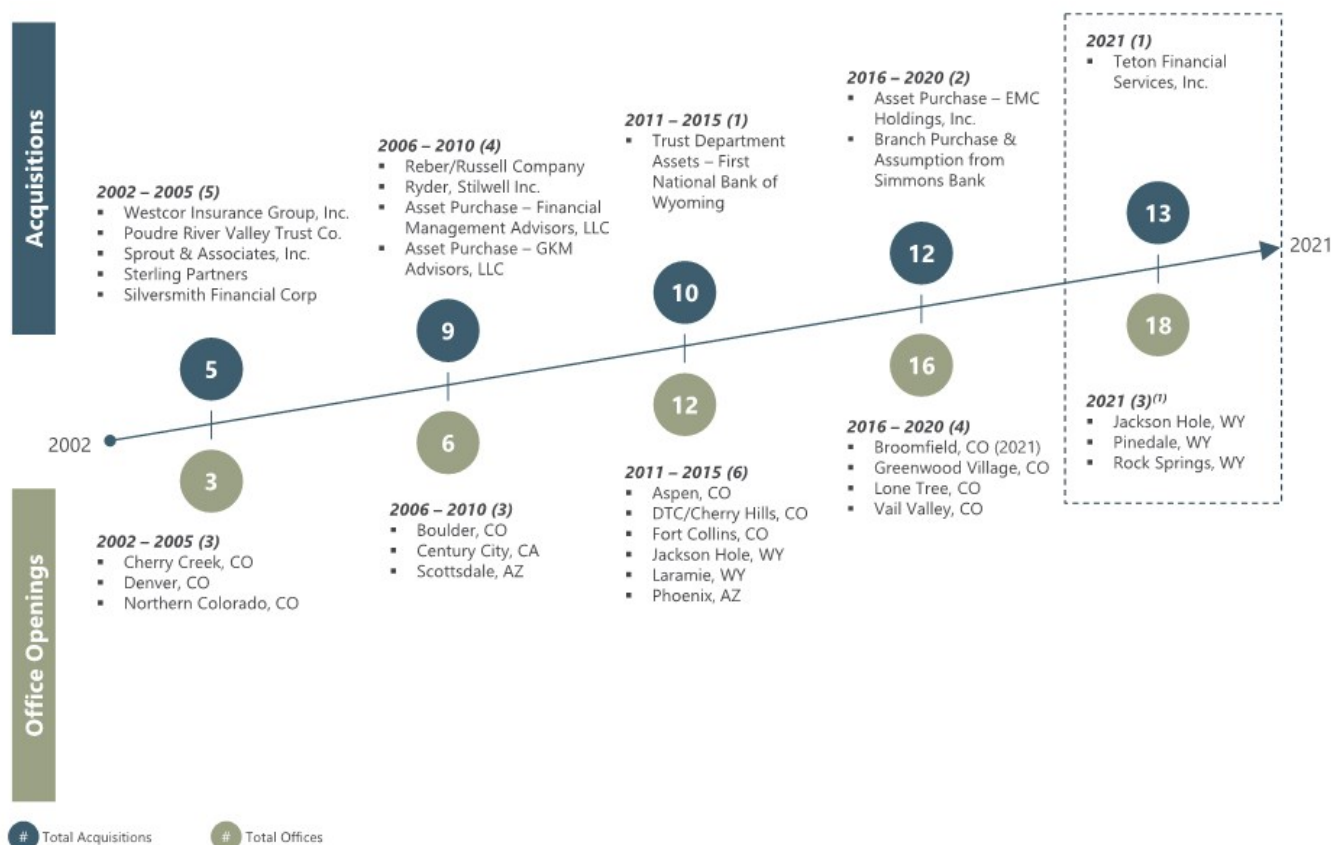 Acquisitions
2002 – 2005 (5)
▪ Westcor Insurance Group, Inc.
▪ Poudre River Valley Trust Co.
▪ Sprout & Associates, Inc.
▪ Sterling Partners
▪ Silversmith Financial Corp
2006 – 2010 (4)
▪ Reber/Russell Company
▪ Ryder, Stilwell Inc.
▪ Asset Purchase – Financial
Management Advisors, LLC
▪ Asset Purchase – GKM
Advisors, LLC
2011 – 2015 (1)
▪ Trust Department
Assets – First
National Bank of
Wyoming
2016 – 2020 (2)
▪ Asset Purchase – EMC
Holdings, Inc.
▪ Branch Purchase &
Assumption from
Simmons Bank
2021 (1)
▪ Teton Financial
Services, Inc.
5
9
10
12
13
2002
2021
3
6
12
16
18
Office Openings
2002 – 2005 (3)
▪ Cherry Creek, CO
▪ Denver, CO
▪ Northern Colorado, CO
2006 – 2010 (3)
▪ Boulder, CO
▪ Century City, CA
▪ Scottsdale, AZ
2011 – 2015 (6)
▪ Aspen, CO
▪ DTC/Cherry Hills, CO
▪ Fort Collins, CO
▪ Jackson Hole, WY
▪ Laramie, WY
▪ Phoenix, AZ
2016 – 2020 (4)
▪ Broomfield, CO (2021)
▪ Greenwood Village, CO
▪ Lone Tree, CO
▪ Vail Valley, CO
2021 (3)(1)
▪ Jackson Hole, WY
▪ Pinedale, WY
▪ Rock Springs, WY
# Total Acquisitions
# Total Offices